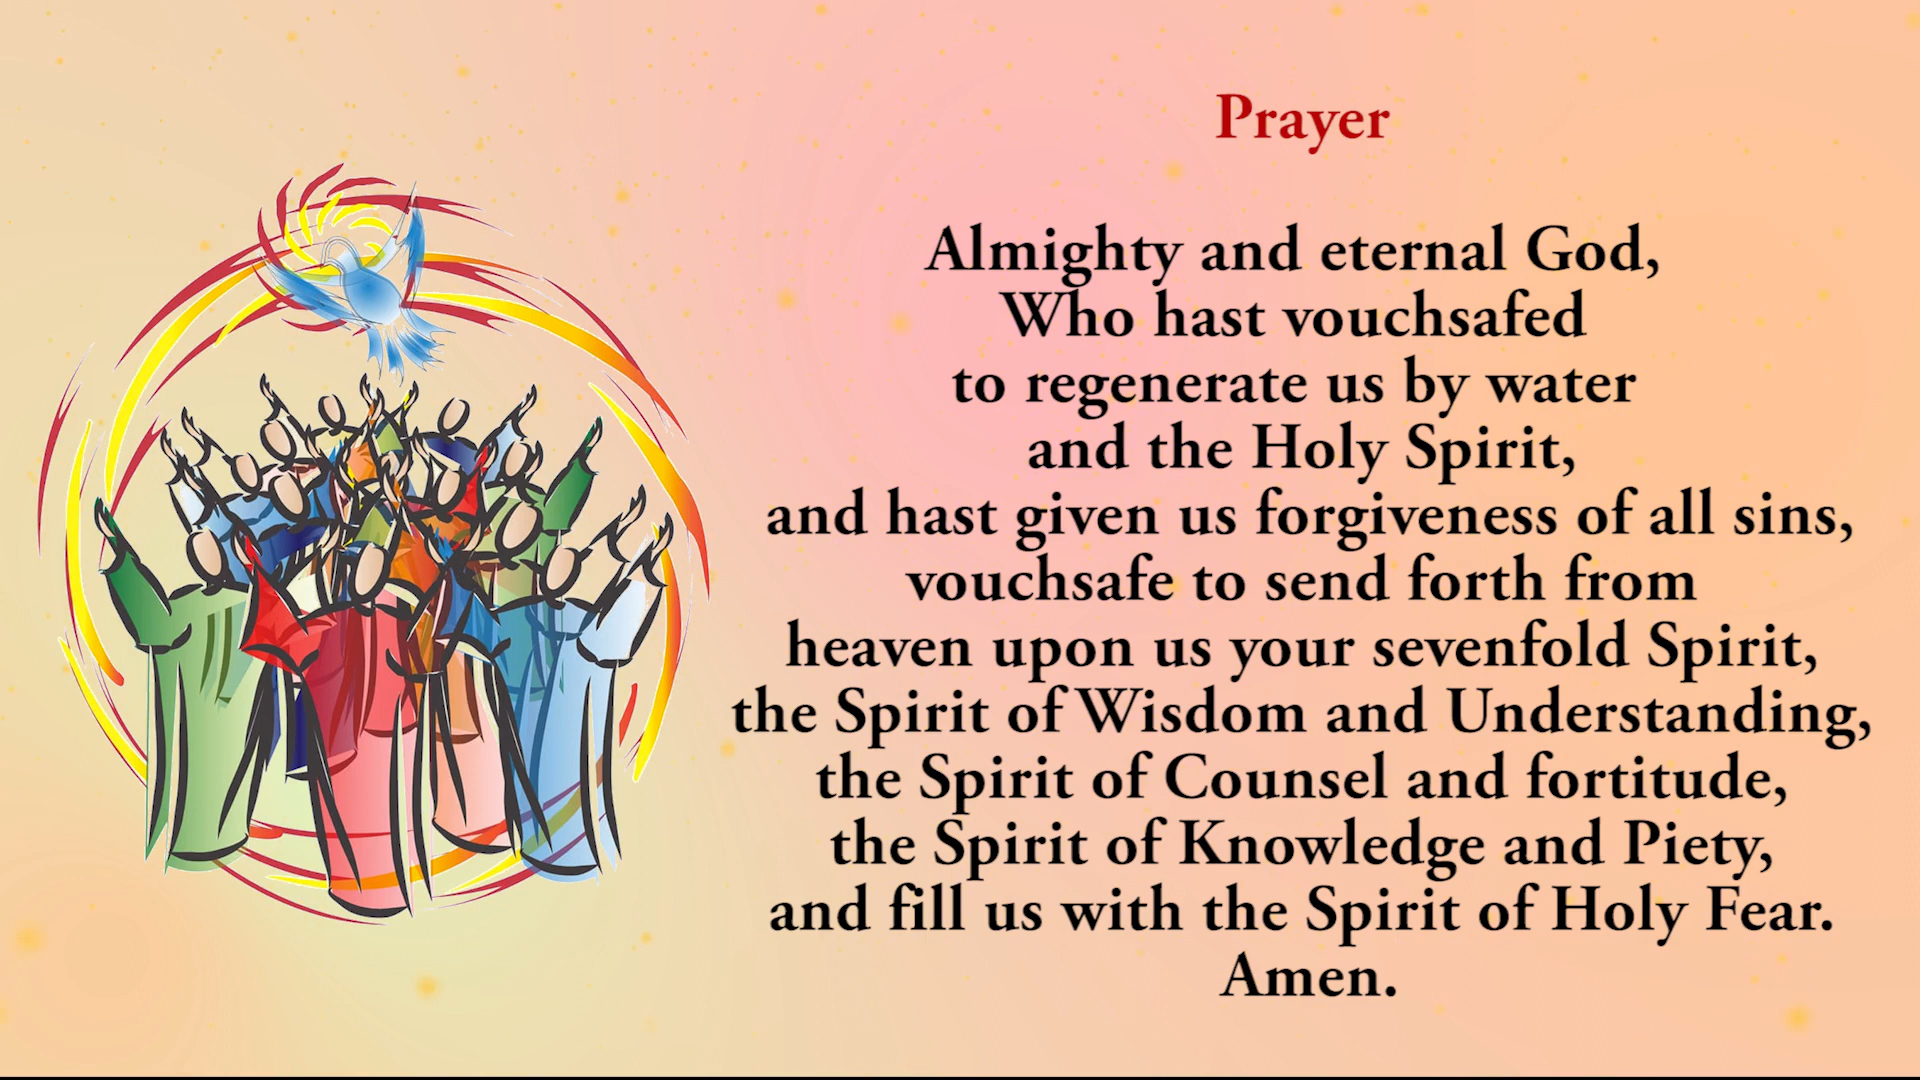 Prayer
Almighty and eternal God,
Who hast vouchsafed
to regenerate us by water
and the Holy Spirit,
and hast given us forgiveness of all sins,
vouchsafe to send forth from
heaven upon us your sevenfold Spirit,
the Spirit of Wisdom and Understanding,
the Spirit of Counsel and fortitude,
the Spirit of Knowledge and Piety,
and fill us with the Spirit of Holy Fear.
Amen.